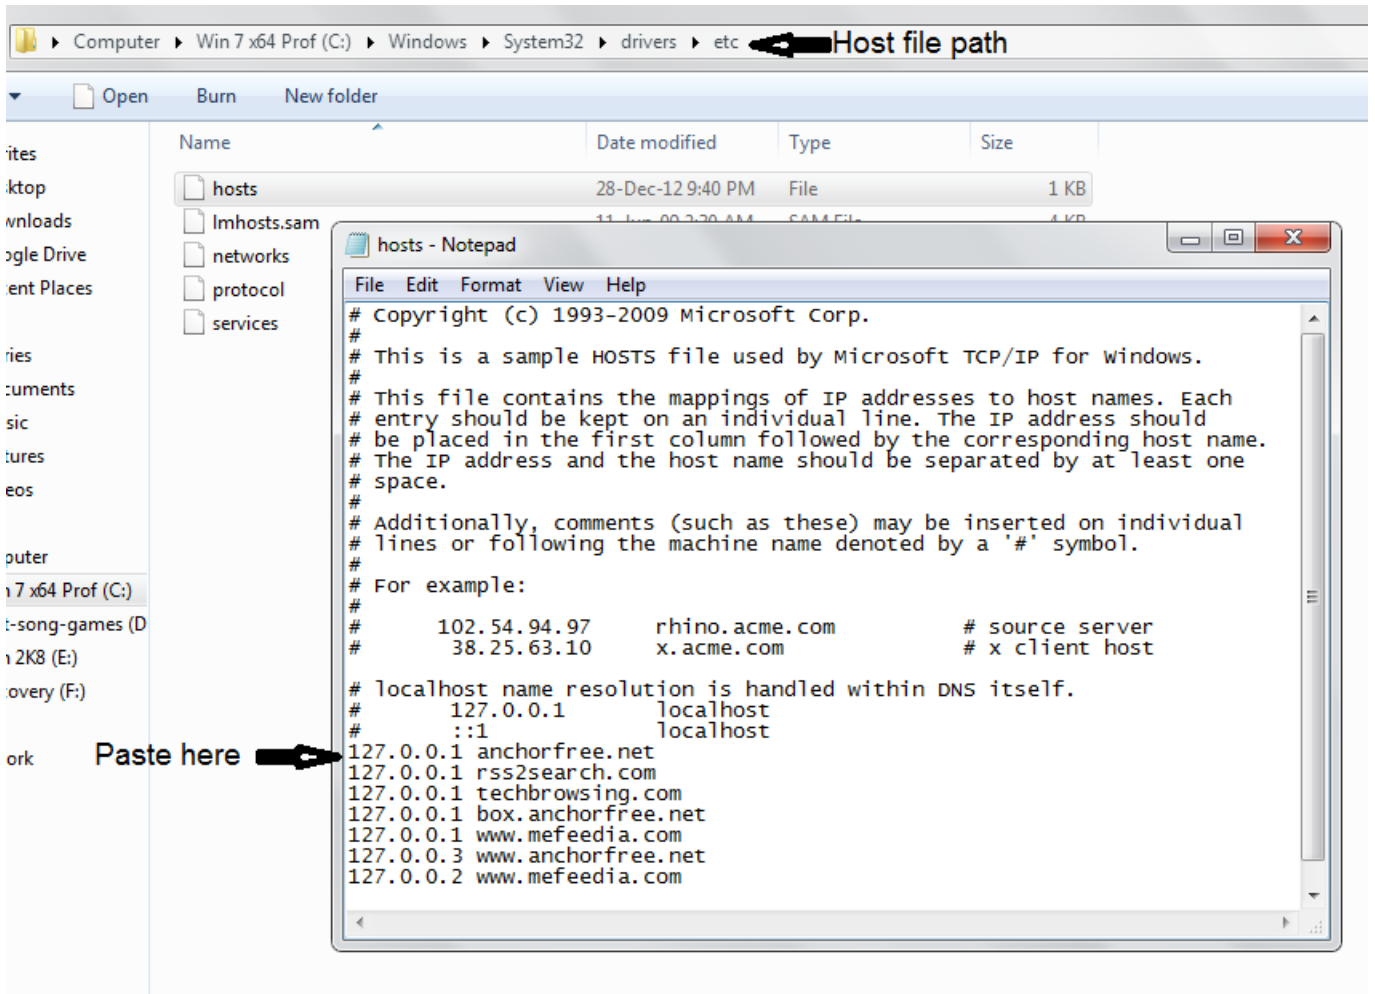 Computer Win 7 x64 Prof (C:) Windows System32 drivers etc Host file path
Open Burn New folder
Name Date modified Type Size
rites
ktop
wnloads
ogle Drive
ent Places
ries
cuments
sic
tures
eos
puter
7 x64 Prof (C:)
t-song-games (D
2K8 (E:)
overy (F:)
ork
hosts 28-Dec-12 9:40 PM File 1 KB
lmhosts.sam
networks
protocol
services
hosts - Notepad
File Edit Format View Help
# Copyright (c) 1993-2009 Microsoft Corp.
#
# This is a sample HOSTS file used by Microsoft TCP/IP for Windows.
#
# This file contains the mappings of IP addresses to host names. Each
# entry should be kept on an individual line. The IP address should
# be placed in the first column followed by the corresponding host name.
# The IP address and the host name should be separated by at least one
# space.
#
# Additionally, comments (such as these) may be inserted on individual
# lines or following the machine name denoted by a '#' symbol.
#
# For example:
#
# 102.54.94.97 rhino.acme.com # source server
# 38.25.63.10 x.acme.com # x client host
# localhost name resolution is handled within DNS itself.
# 127.0.0.1 localhost
# ::1 localhost
Paste here
127.0.0.1 anchorfree.net
127.0.0.1 rss2search.com
127.0.0.1 techbrowsing.com
127.0.0.1 box.anchorfree.net
127.0.0.1 www.mefeedia.com
127.0.0.3 www.anchorfree.net
127.0.0.2 www.mefeedia.com